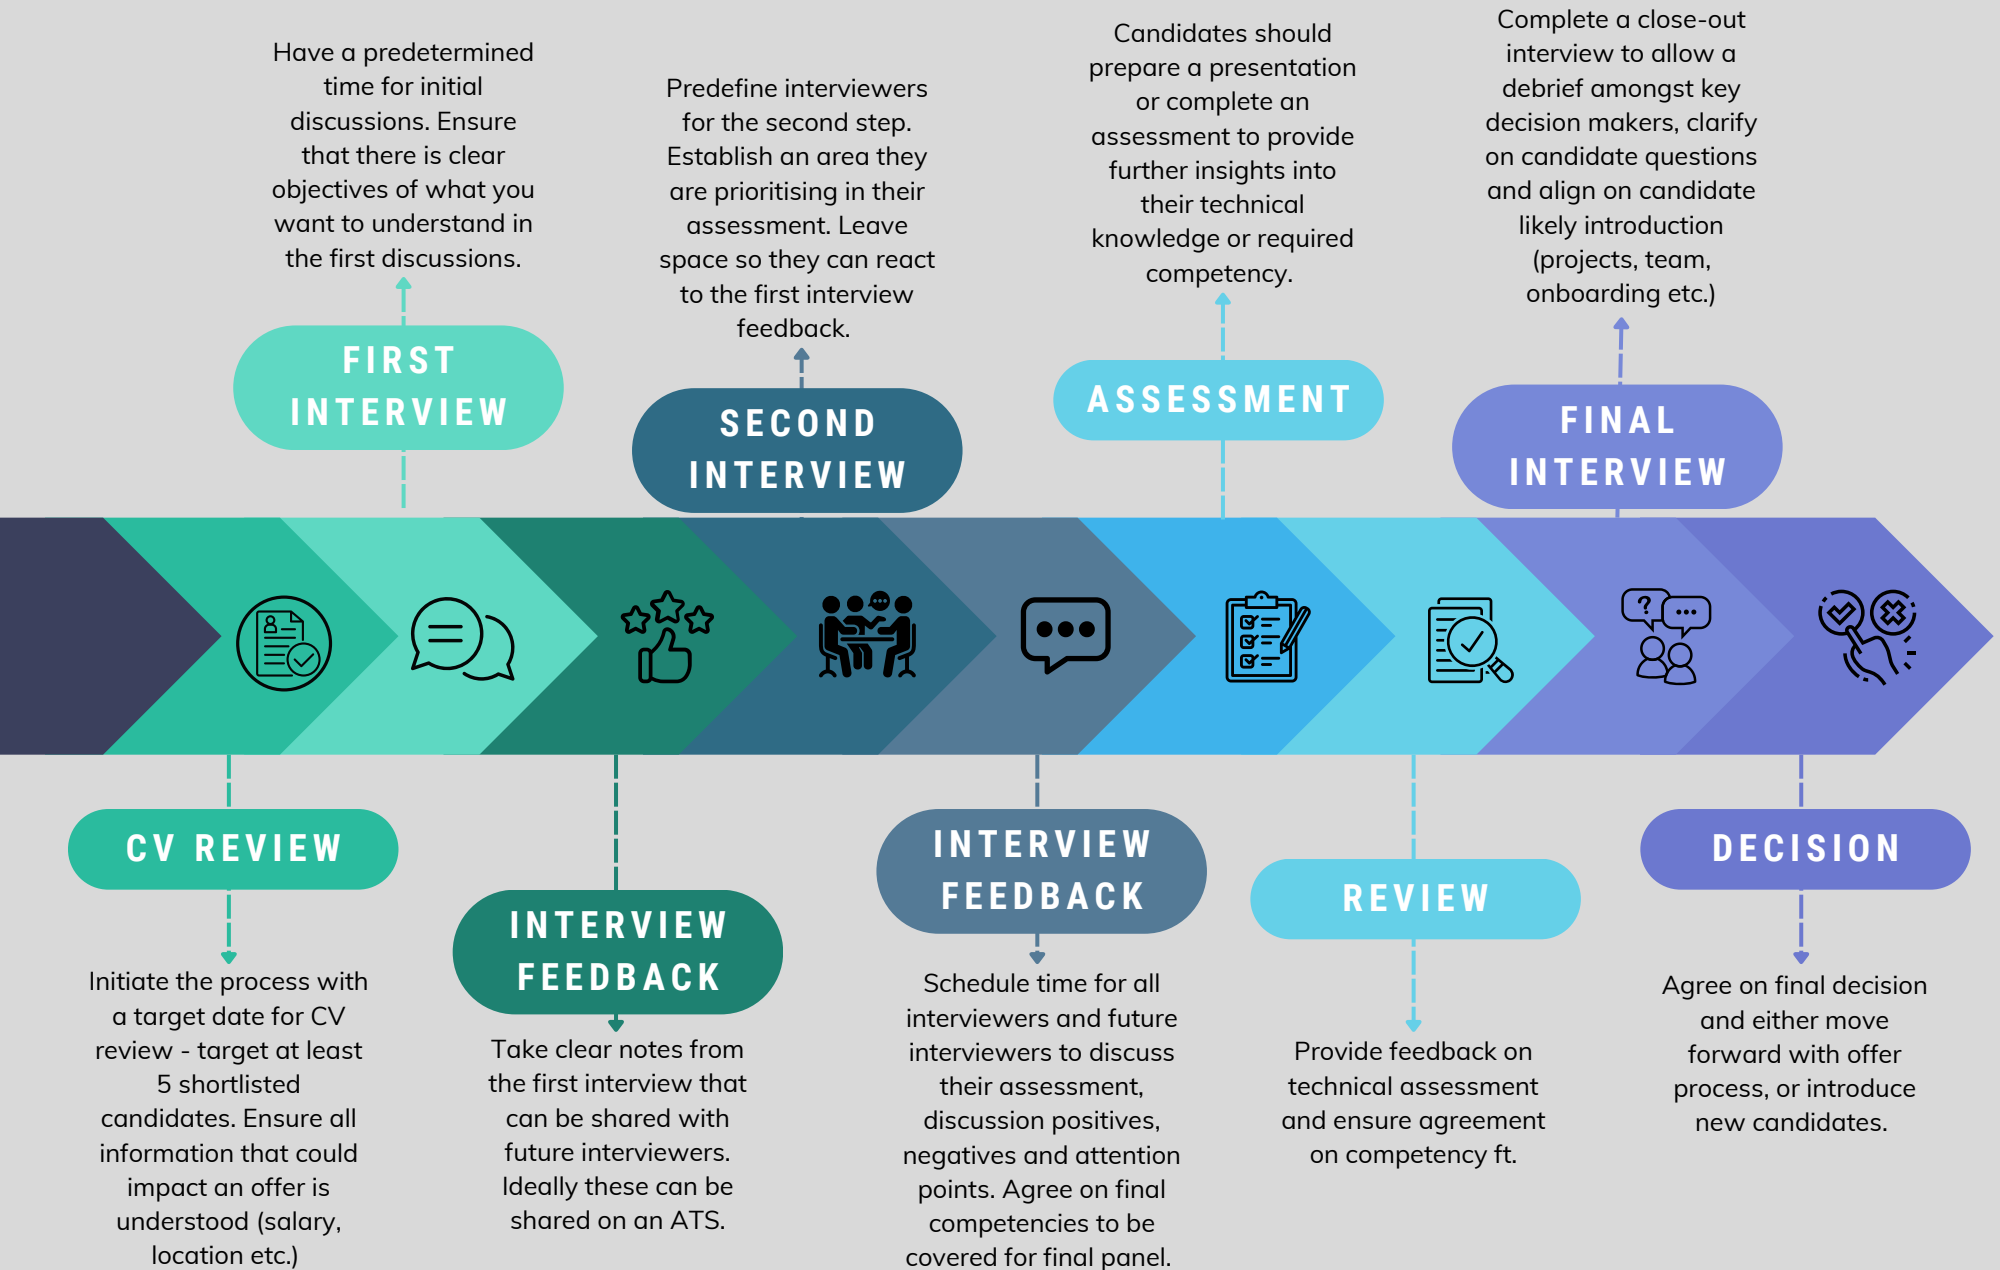 Have a predetermined
time for initial
discussions. Ensure
that there is clear
objectives of what you
want to understand in
the first discussions.
FIRST
INTERVIEW
Predefine interviewers
for the second step.
Establish an area they
are prioritising in their
assessment. Leave
space so they can react
to the first interview
feedback.
SECOND
INTERVIEW
Candidates should
prepare a presentation
or complete an
assessment to provide
further insights into
their technical
knowledge or required
competency.
ASSESSMENT
Complete a close-out
interview to allow a
debrief amongst key
decision makers, clarify
on candidate questions
and align on candidate
likely introduction
(projects, team,
onboarding etc.)
FINAL
INTERVIEW
?
CV REVIEW
Initiate the process with
a target date for CV
review - target at least
5 shortlisted
candidates. Ensure all
information that could
impact an offer is
understood (salary,
location etc.)
INTERVIEW
FEEDBACK
Take clear notes from
the first interview that
can be shared with
future interviewers.
Ideally these can be
shared on an ATS.
INTERVIEW
FEEDBACK
Schedule time for all
interviewers and future
interviewers to discuss
their assessment,
discussion positives,
negatives and attention
points. Agree on final
competencies to be
covered for final panel.
REVIEW
Provide feedback on
technical assessment
and ensure agreement
on competency ft.
DECISION
Agree on final decision
and either move
forward with offer
process, or introduce
new candidates.